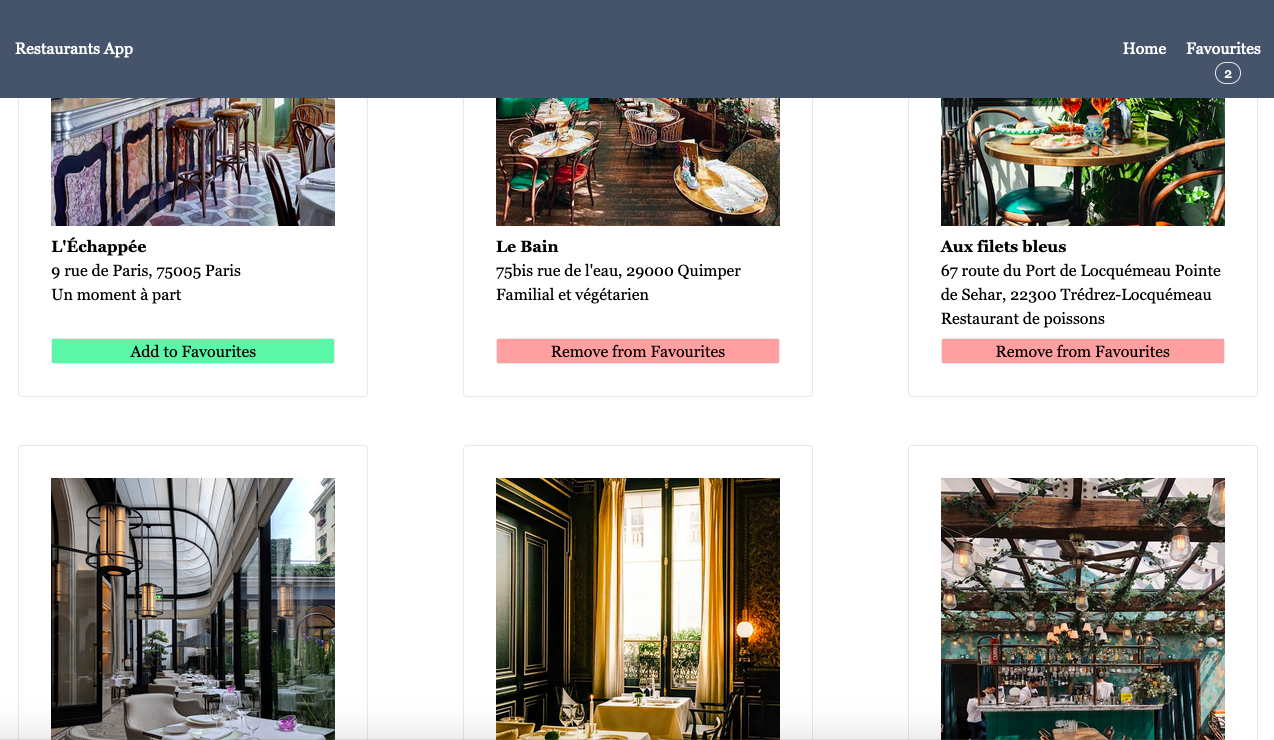 Restaurants App
Home
Favourites
2
L'Échappée
9 rue de Paris, 75005 Paris
Un moment à part
Add to Favourites
Le Bain
75bis rue de l'eau, 29000 Quimper
Familial et végétarien
Remove from Favourites
Aux filets bleus
67 route du Port de Locquémeau Pointe
de Sehar, 22300 Trédrez-Locquémeau
Restaurant de poissons
Remove from Favourites